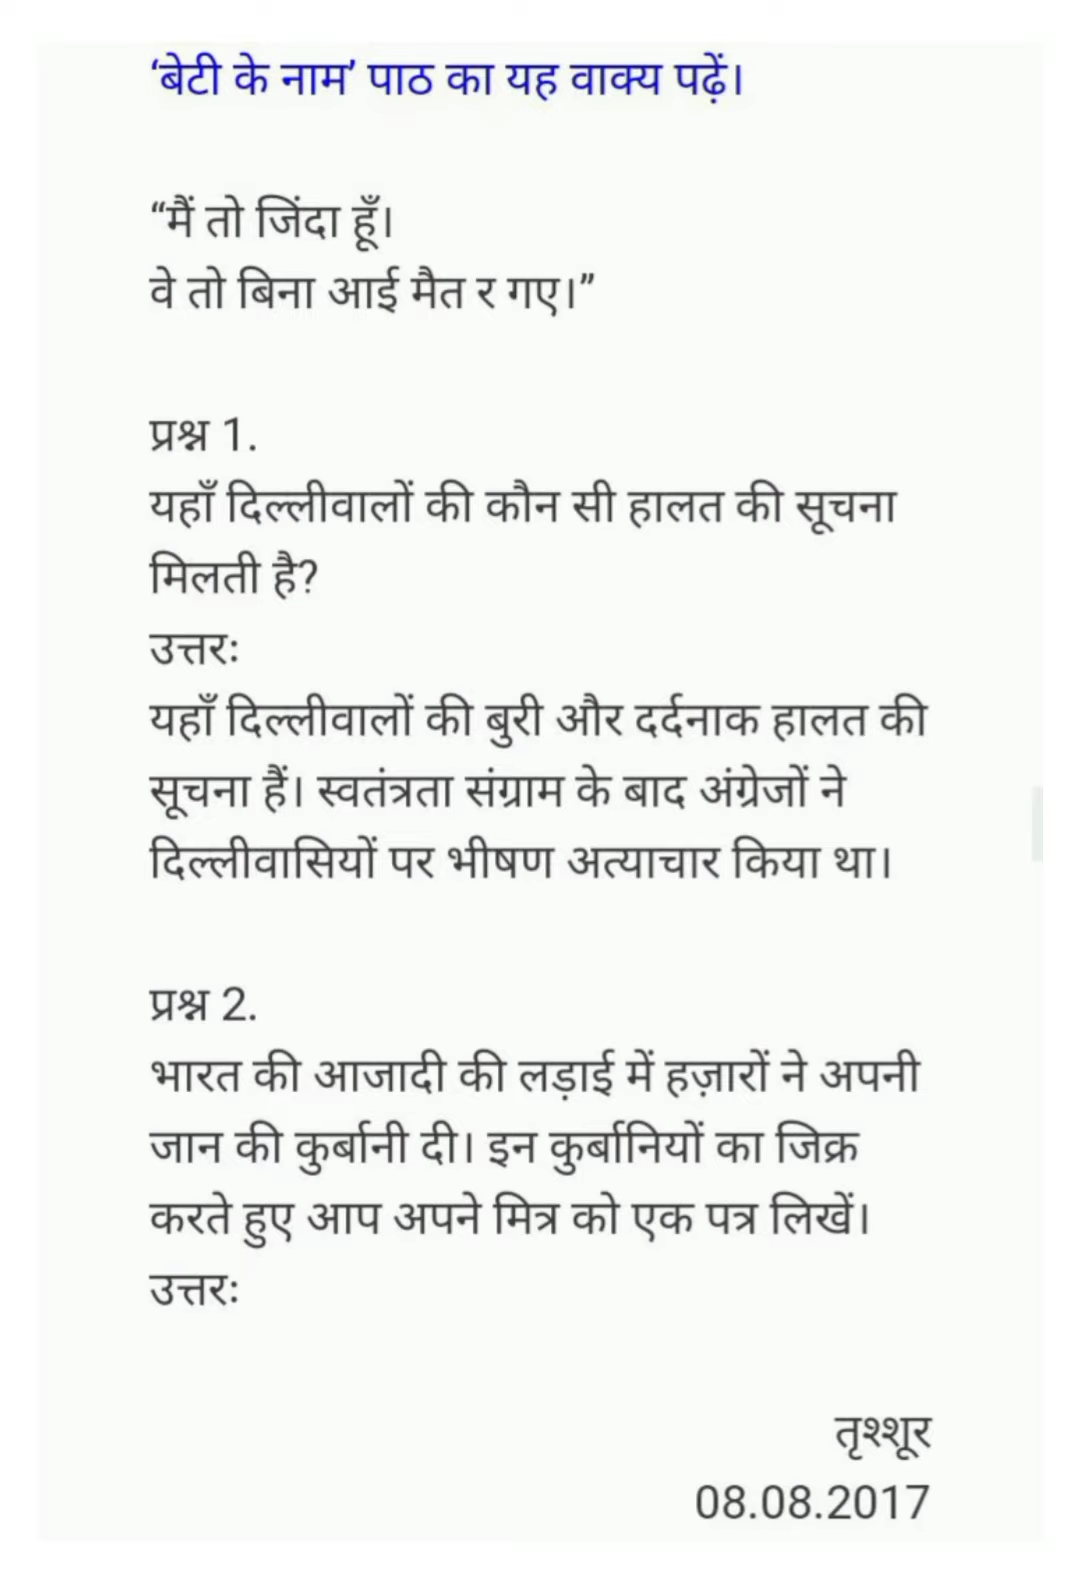 ‘बेटी के नाम’ पाठ का यह वाक्य पढ़ें।
“मैं तो जिंदा हूँ।
वे तो बिना आई मैत र गए।”
प्रश्न 1.
यहाँ दिल्लीवालों की कौन सी हालत की सूचना
मिलती है?
उत्तरः
यहाँ दिल्लीवालों की बुरी और दर्दनाक हालत की
सूचना हैं। स्वतंत्रता संग्राम के बाद अंग्रेजों ने
दिल्लीवासियों पर भीषण अत्याचार किया था।
प्रश्न 2.
भारत की आजादी की लड़ाई में हज़ारों ने अपनी
जान की कुर्बानी दी। इन कुर्बानियों का जिक्र
करते हुए आप अपने मित्र को एक पत्र लिखें।
उत्तरः
तृश्शूर
08.08.2017